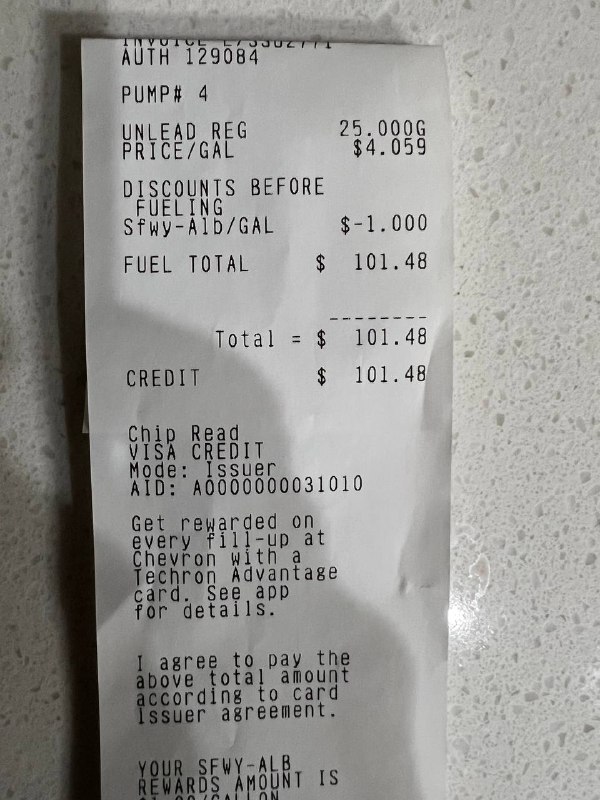 AUTH 129084
PUMP# 4
UNLEAD REG 25.000G
PRICE/GAL $4.059
DISCOUNTS BEFORE
FUELING
Sfwy-Alb/GAL $-1.000
FUEL TOTAL $ 101.48
--------
Total = $ 101.48
CREDIT $ 101.48
Chip Read
VISA CREDIT
Mode: Issuer
AID: A0000000031010
Get rewarded on
every fill-up at
Chevron with a
Techron Advantage
card. See app
for details.
I agree to pay the
above total amount
according to card
Issuer agreement.
YOUR SFWY-ALB
REWARDS AMOUNT IS